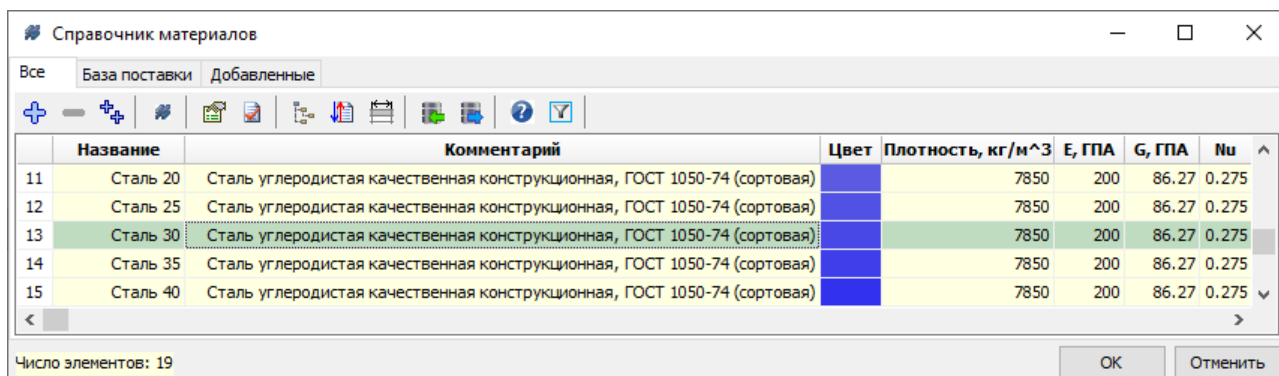 Справочник материалов
Все База поставки Добавленные
Название Комментарий Цвет Плотность, кг/м^3 E, ГПА G, ГПА Nu
11 Сталь 20 Сталь углеродистая качественная конструкционная, ГОСТ 1050-74 (сортовая) 7850 200 86.27 0.275
12 Сталь 25 Сталь углеродистая качественная конструкционная, ГОСТ 1050-74 (сортовая) 7850 200 86.27 0.275
13 Сталь 30 Сталь углеродистая качественная конструкционная, ГОСТ 1050-74 (сортовая) 7850 200 86.27 0.275
14 Сталь 35 Сталь углеродистая качественная конструкционная, ГОСТ 1050-74 (сортовая) 7850 200 86.27 0.275
15 Сталь 40 Сталь углеродистая качественная конструкционная, ГОСТ 1050-74 (сортовая) 7850 200 86.27 0.275
Число элементов: 19 OK Отменить